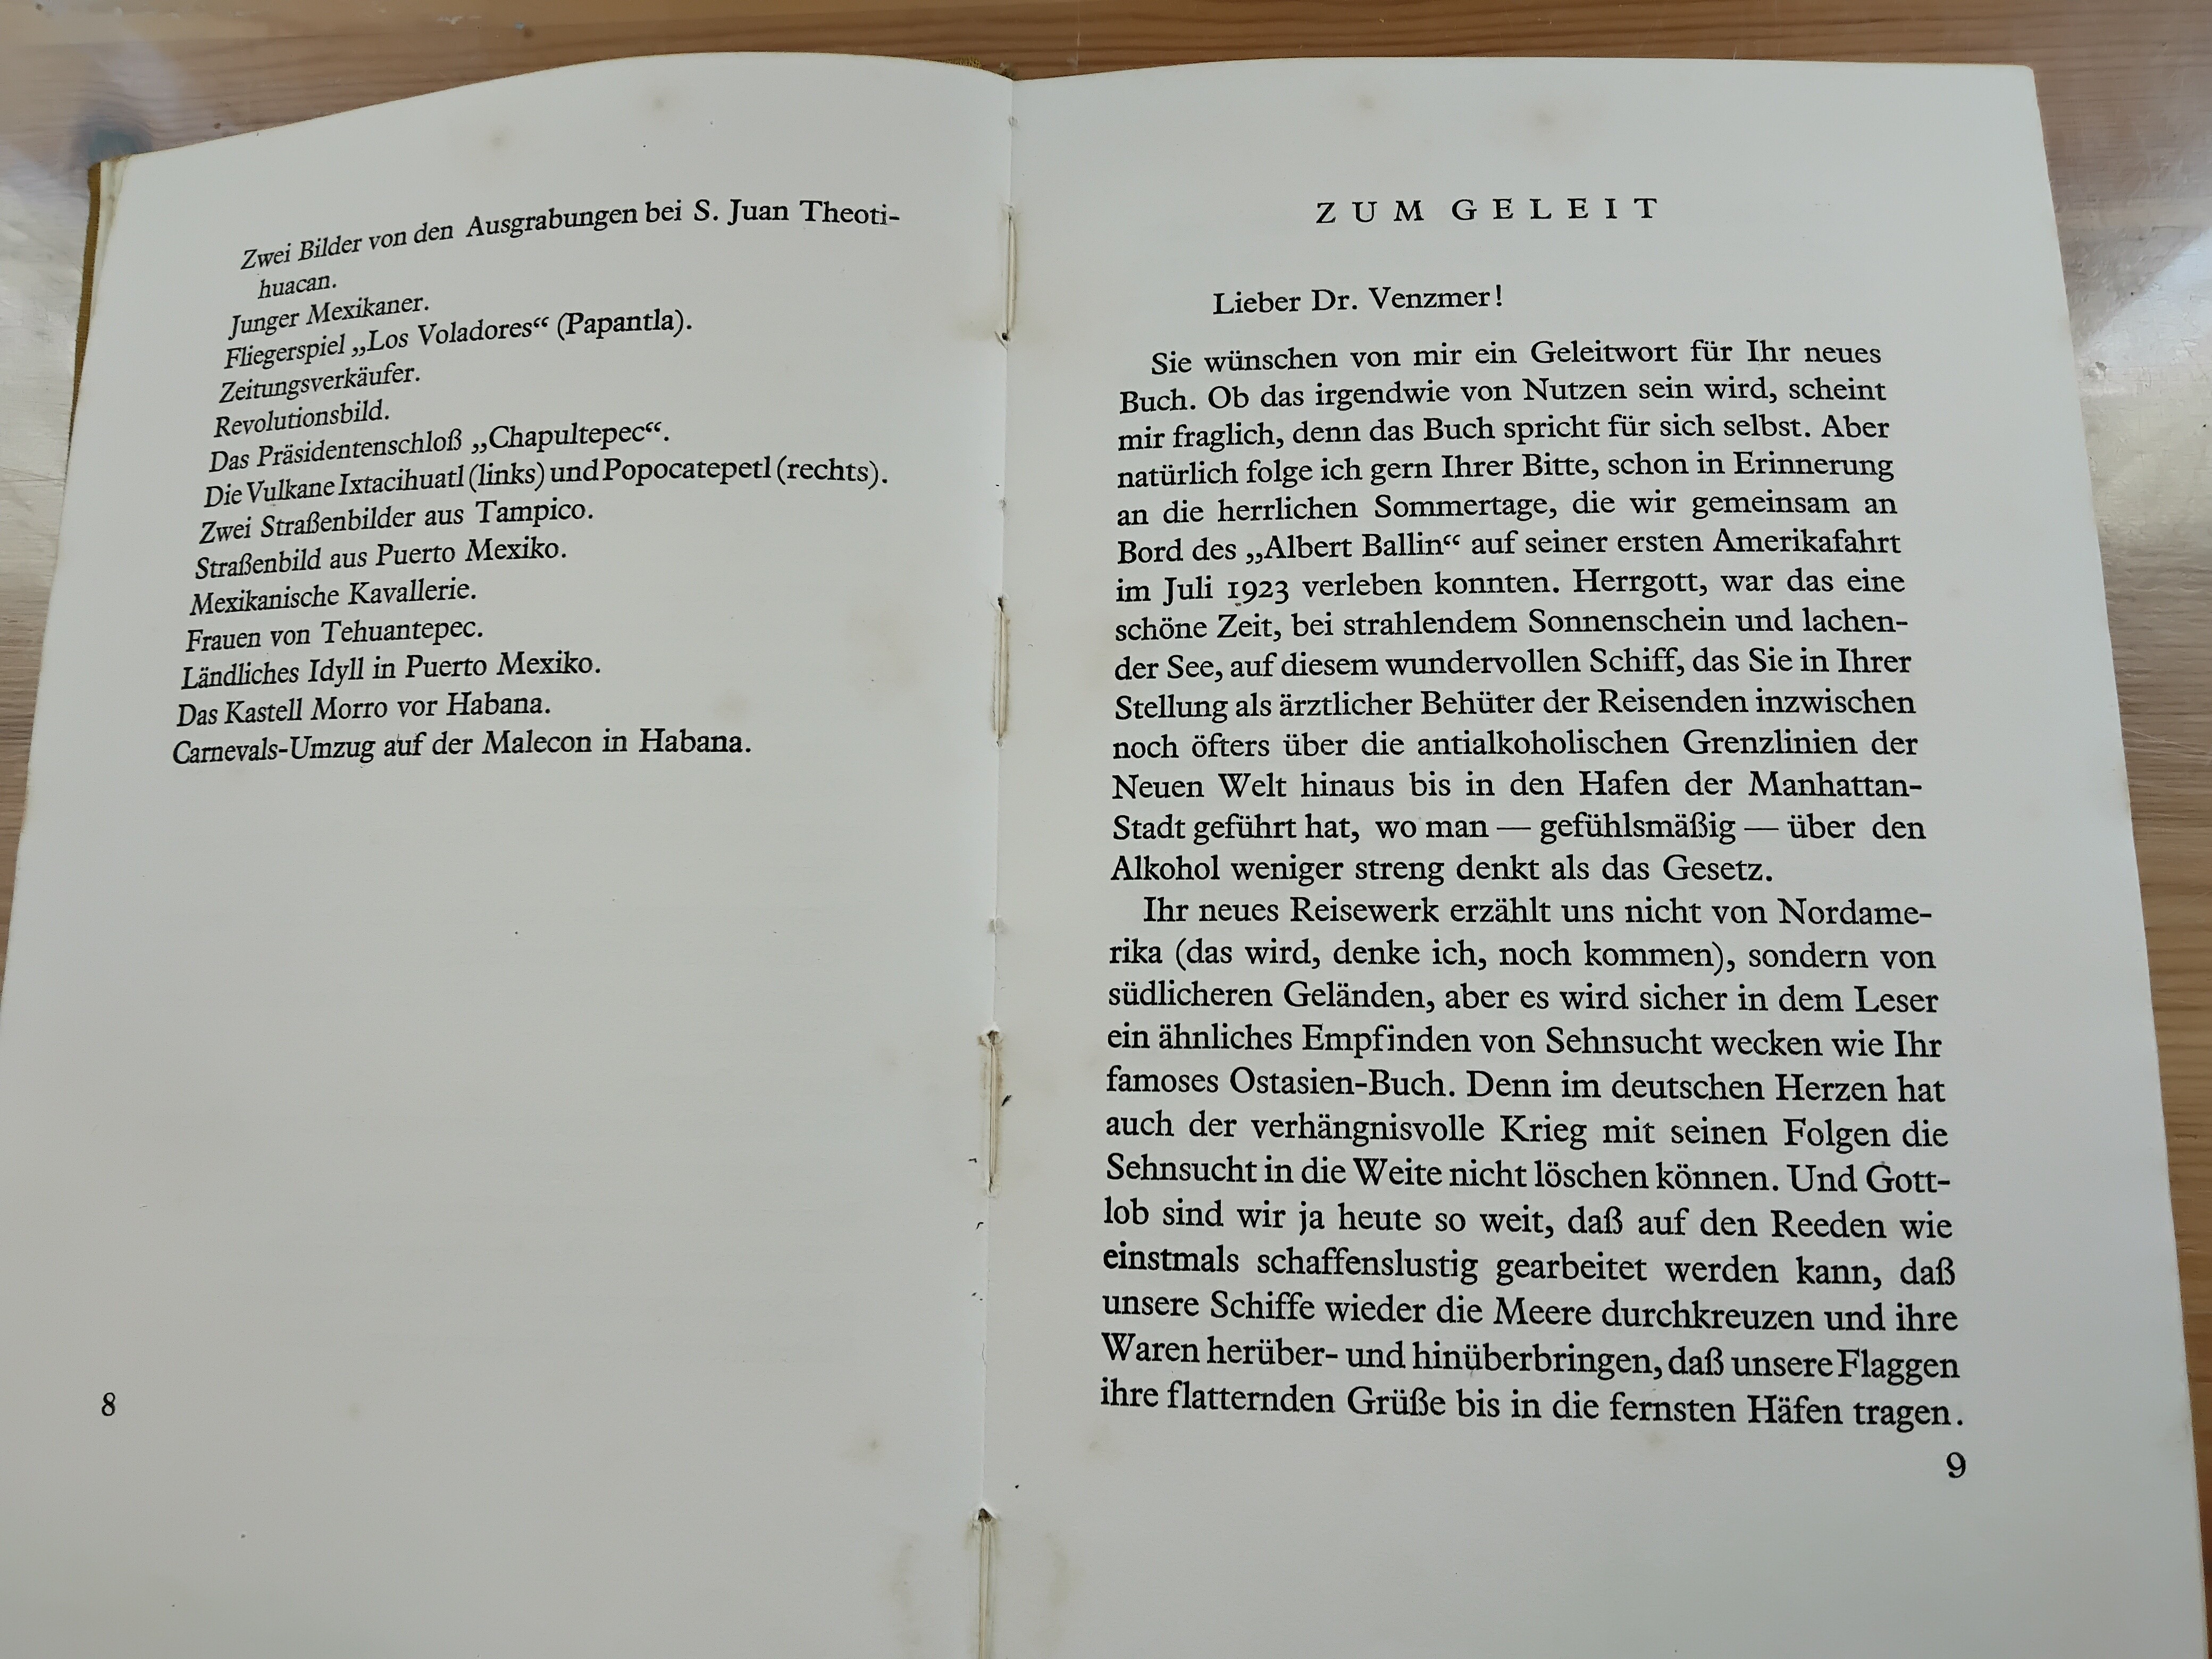 Zwei Bilder von den Ausgrabungen bei S. Juan Theoti-
huacan.
Junger Mexikaner.
Fliegerspiel „Los Voladores“ (Papantla).
Zeitungsverkäufer.
Revolutionsbild.
Das Präsidentenschloß „Chapultepec“.
Die Vulkane Ixtacihuatl (links) und Popocatepetl (rechts).
Zwei Straßenbilder aus Tampico.
Straßenbild aus Puerto Mexiko.
Mexikanische Kavallerie.
Frauen von Tehuantepec.
Ländliches Idyll in Puerto Mexiko.
Das Kastell Morro vor Habana.
Carnevals-Umzug auf der Malecon in Habana.
8
ZUM GELEIT
Lieber Dr. Venzmer!
Sie wünschen von mir ein Geleitwort für Ihr neues
Buch. Ob das irgendwie von Nutzen sein wird, scheint
mir fraglich, denn das Buch spricht für sich selbst. Aber
natürlich folge ich gern Ihrer Bitte, schon in Erinnerung
an die herrlichen Sommertage, die wir gemeinsam an
Bord des „Albert Ballin“ auf seiner ersten Amerikafahrt
im Juli 1923 verleben konnten. Herrgott, war das eine
schöne Zeit, bei strahlendem Sonnenschein und lachen-
der See, auf diesem wundervollen Schiff, das Sie in Ihrer
Stellung als ärztlicher Behüter der Reisenden inzwischen
noch öfters über die antialkoholischen Grenzlinien der
Neuen Welt hinaus bis in den Hafen der Manhattan-
Stadt geführt hat, wo man — gefühlsmäßig — über den
Alkohol weniger streng denkt als das Gesetz.
Ihr neues Reisewerk erzählt uns nicht von Nordame-
rika (das wird, denke ich, noch kommen), sondern von
südlicheren Geländen, aber es wird sicher in dem Leser
ein ähnliches Empfinden von Sehnsucht wecken wie Ihr
famoses Ostasien-Buch. Denn im deutschen Herzen hat
auch der verhängnisvolle Krieg mit seinen Folgen die
Sehnsucht in die Weite nicht löschen können. Und Gott-
lob sind wir ja heute so weit, daß auf den Reeden wie
einstmals schaffenslustig gearbeitet werden kann, daß
unsere Schiffe wieder die Meere durchkreuzen und ihre
Waren herüber- und hinüberbringen, daß unsere Flaggen
ihre flatternden Grüße bis in die fernsten Häfen tragen.
9